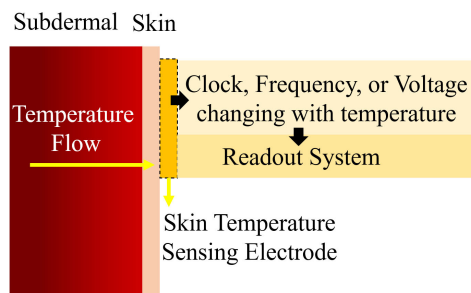 Subdermal Skin
Clock, Frequency, or Voltage
changing with temperature
Temperature
Flow
Readout System
Skin Temperature
Sensing Electrode